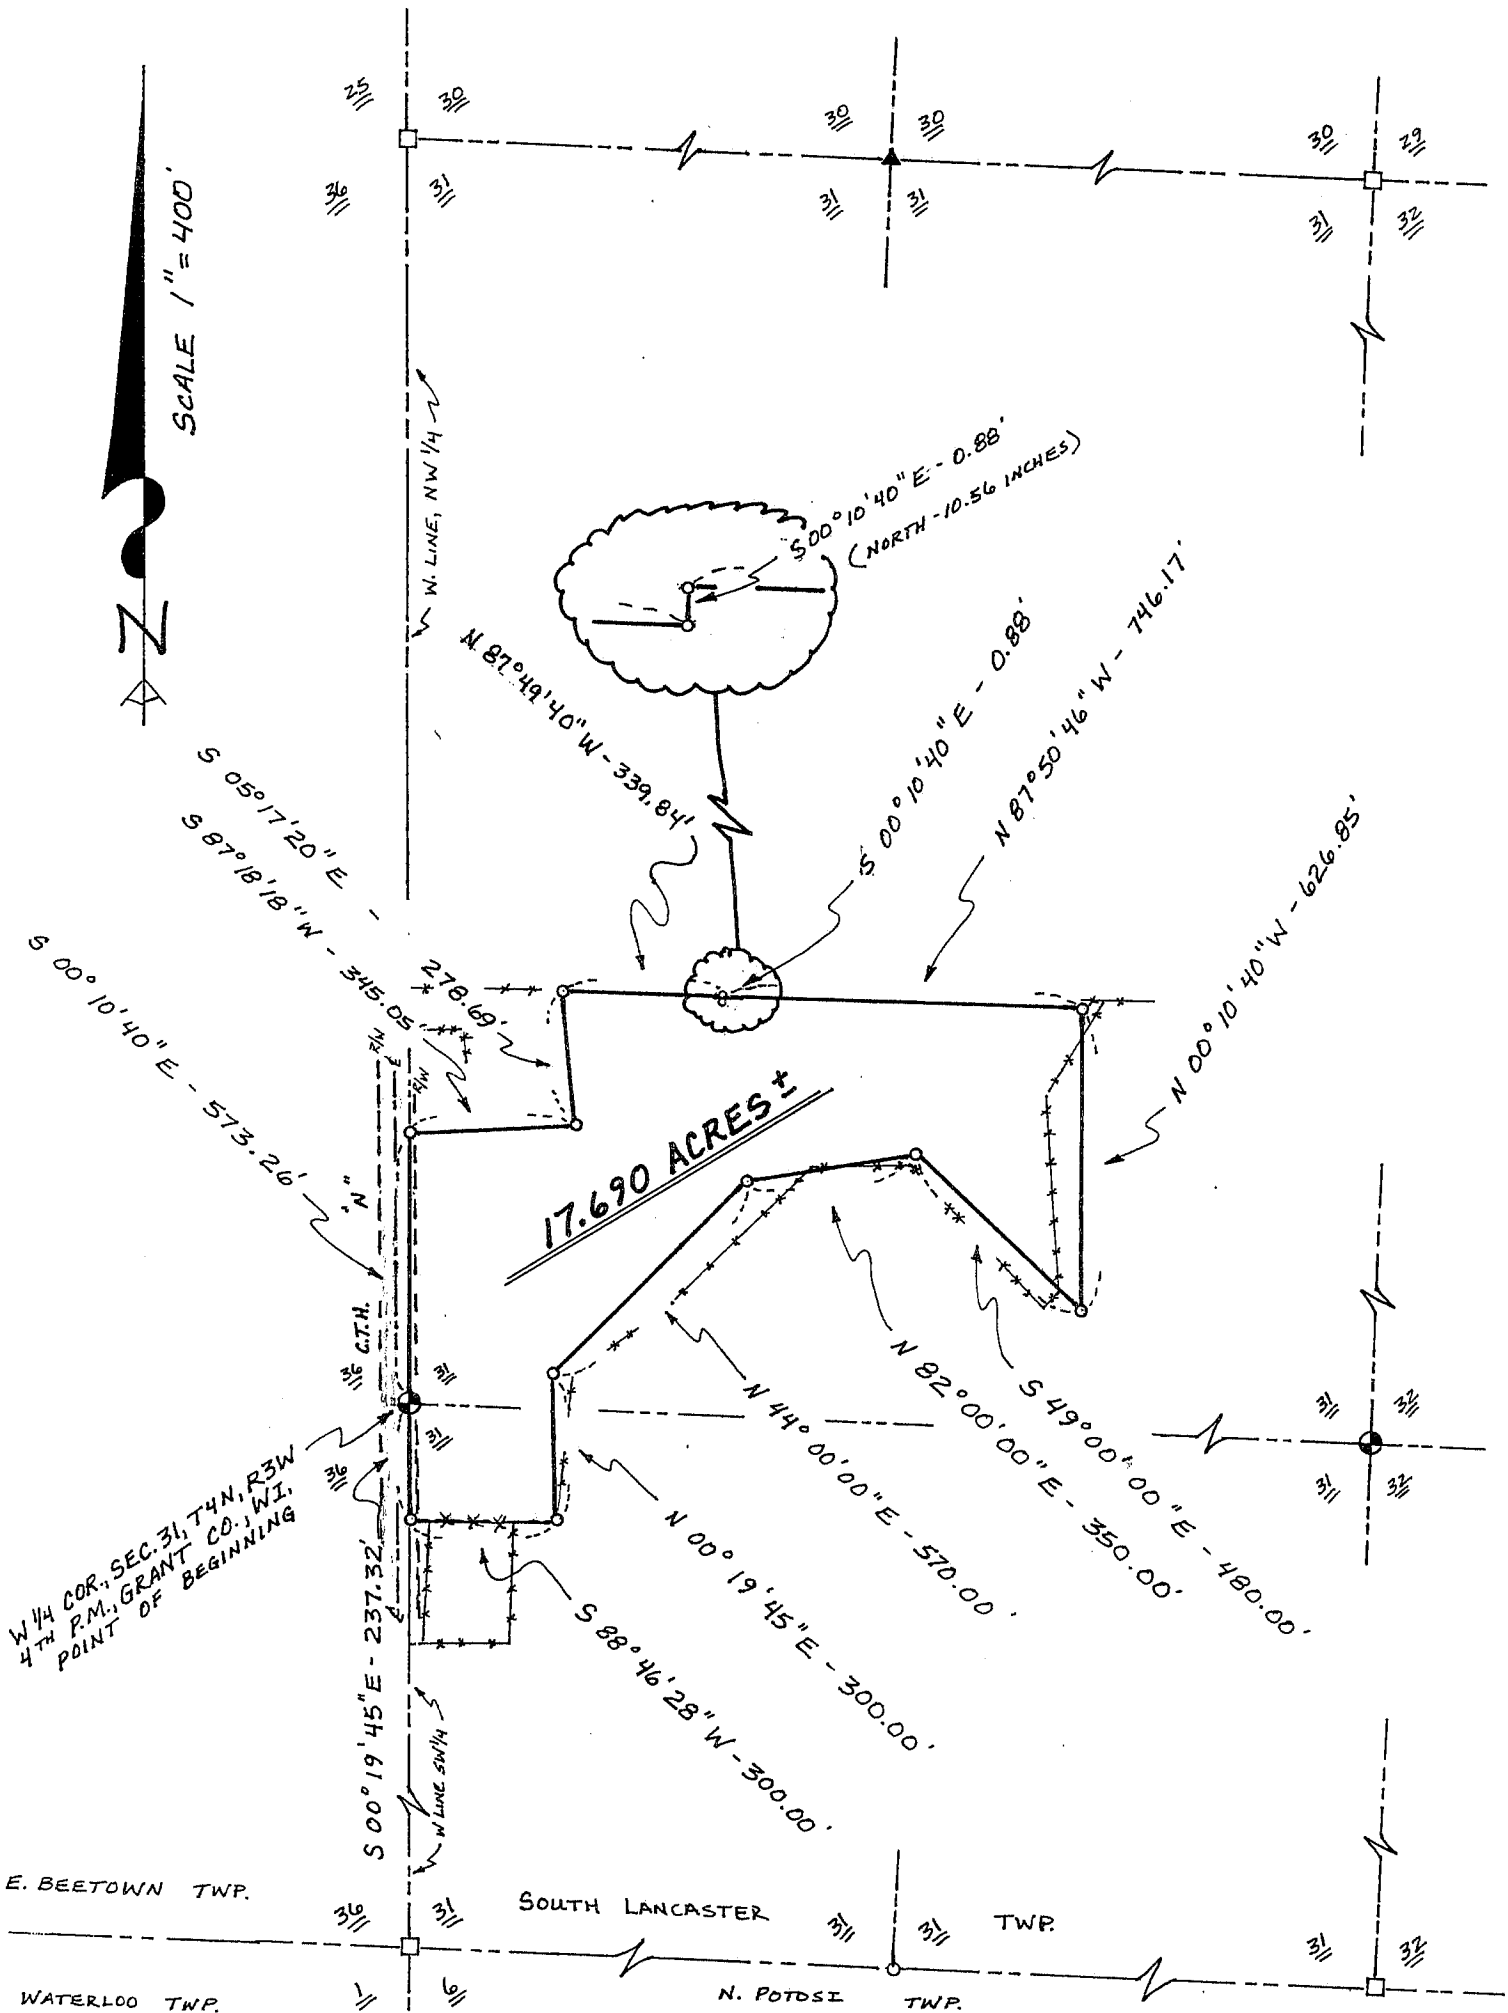 25 30
30 30
30 29
36 31
31 31
31 32
SCALE 1" = 400'
N
W. LINE, NW 1/4
S 00° 10' 40" E - 0.88'
(NORTH - 10.56 INCHES)
N 87° 49' 40" W - 339.84'
S 00° 10' 40" E - 0.88'
N 87° 50' 46" W - 746.17'
N 00° 10' 40" W - 626.85'
S 05° 17' 20" E - 278.69'
S 87° 18' 18" W - 345.05'
S 00° 10' 40" E - 573.26'
R/W
R/W
C.T.H. "N"
17.690 ACRES ±
36 31
36 31
31 32
31 32
W 1/4 COR., SEC. 31, T4N, R3W
4TH P.M., GRANT CO., WI,
POINT OF BEGINNING
N 82° 00' 00" E - 350.00'
S 49° 00' 00" E - 480.00'
N 44° 00' 00" E - 570.00'
N 00° 19' 45" E - 300.00'
S 88° 46' 28" W - 300.00'
S 00° 19' 45" E - 237.32'
W LINE SW 1/4
E. BEETOWN TWP.
36 31
SOUTH LANCASTER TWP.
31 31
31 32
WATERLOO TWP.
1 6
N. POTOSI TWP.